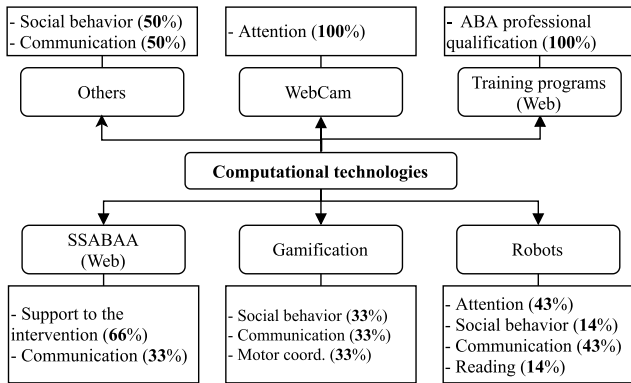 - Social behavior (50%)
- Communication (50%)
- Attention (100%)
- ABA professional
qualification (100%)
Others
WebCam
Training programs
(Web)
Computational technologies
SSABAA
(Web)
Gamification
Robots
- Support to the
intervention (66%)
- Communication (33%)
- Social behavior (33%)
- Communication (33%)
- Motor coord. (33%)
- Attention (43%)
- Social behavior (14%)
- Communication (43%)
- Reading (14%)